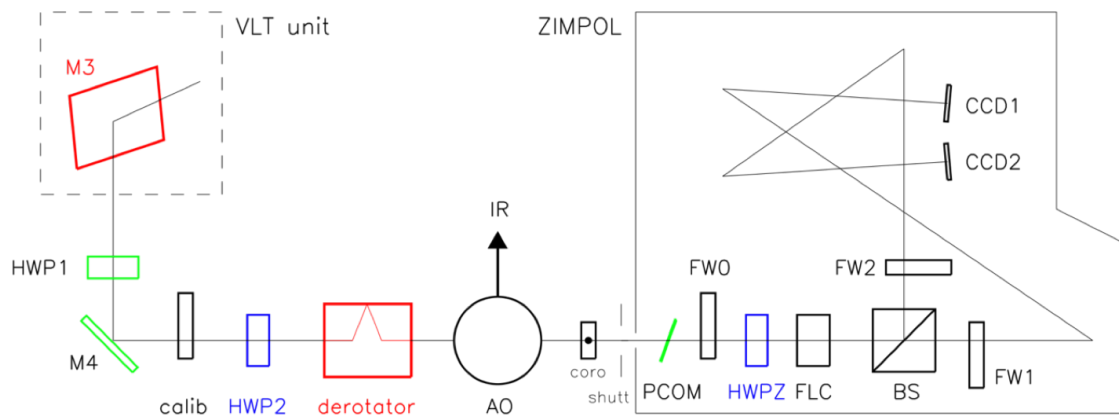 VLT unit
ZIMPOL
M3
CCD1
CCD2
IR
HWP1
FW0
FW2
M4
calib
HWP2
derotator
AO
coro
shutt
PCOM
HWPZ
FLC
BS
FW1